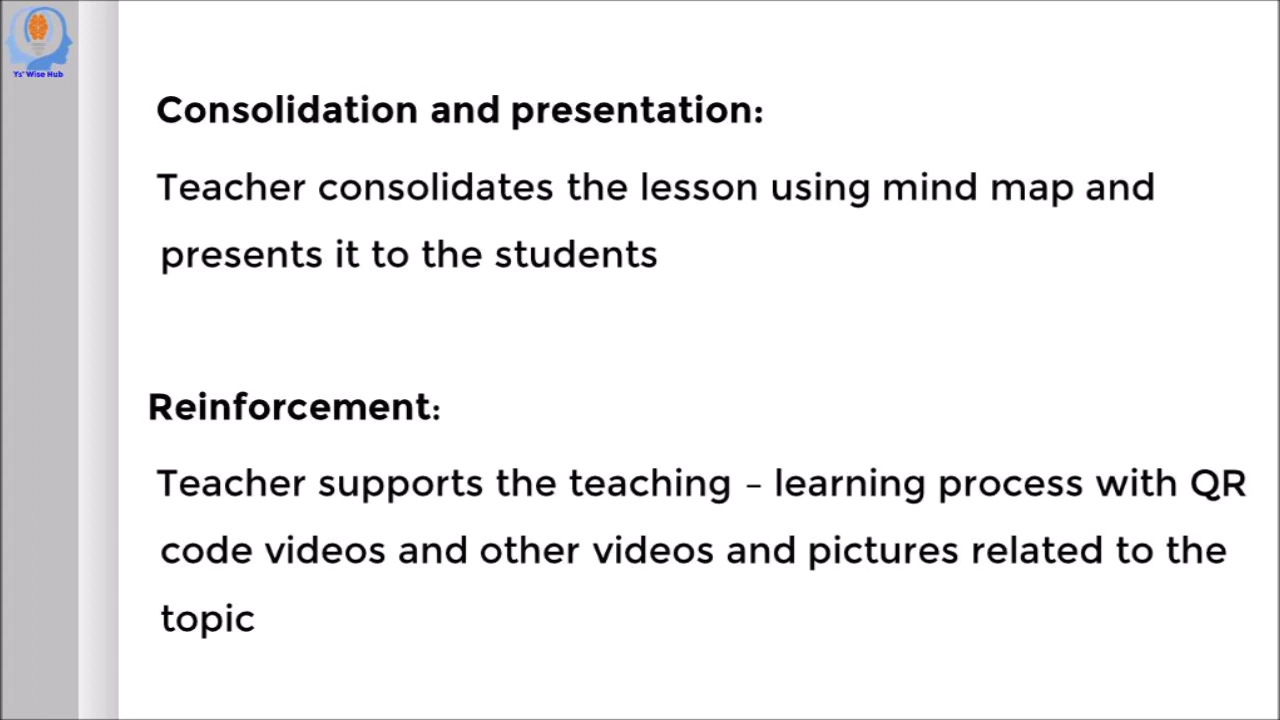 Ys' Wise Hub
Consolidation and presentation:
Teacher consolidates the lesson using mind map and
presents it to the students
Reinforcement:
Teacher supports the teaching – learning process with QR
code videos and other videos and pictures related to the
topic